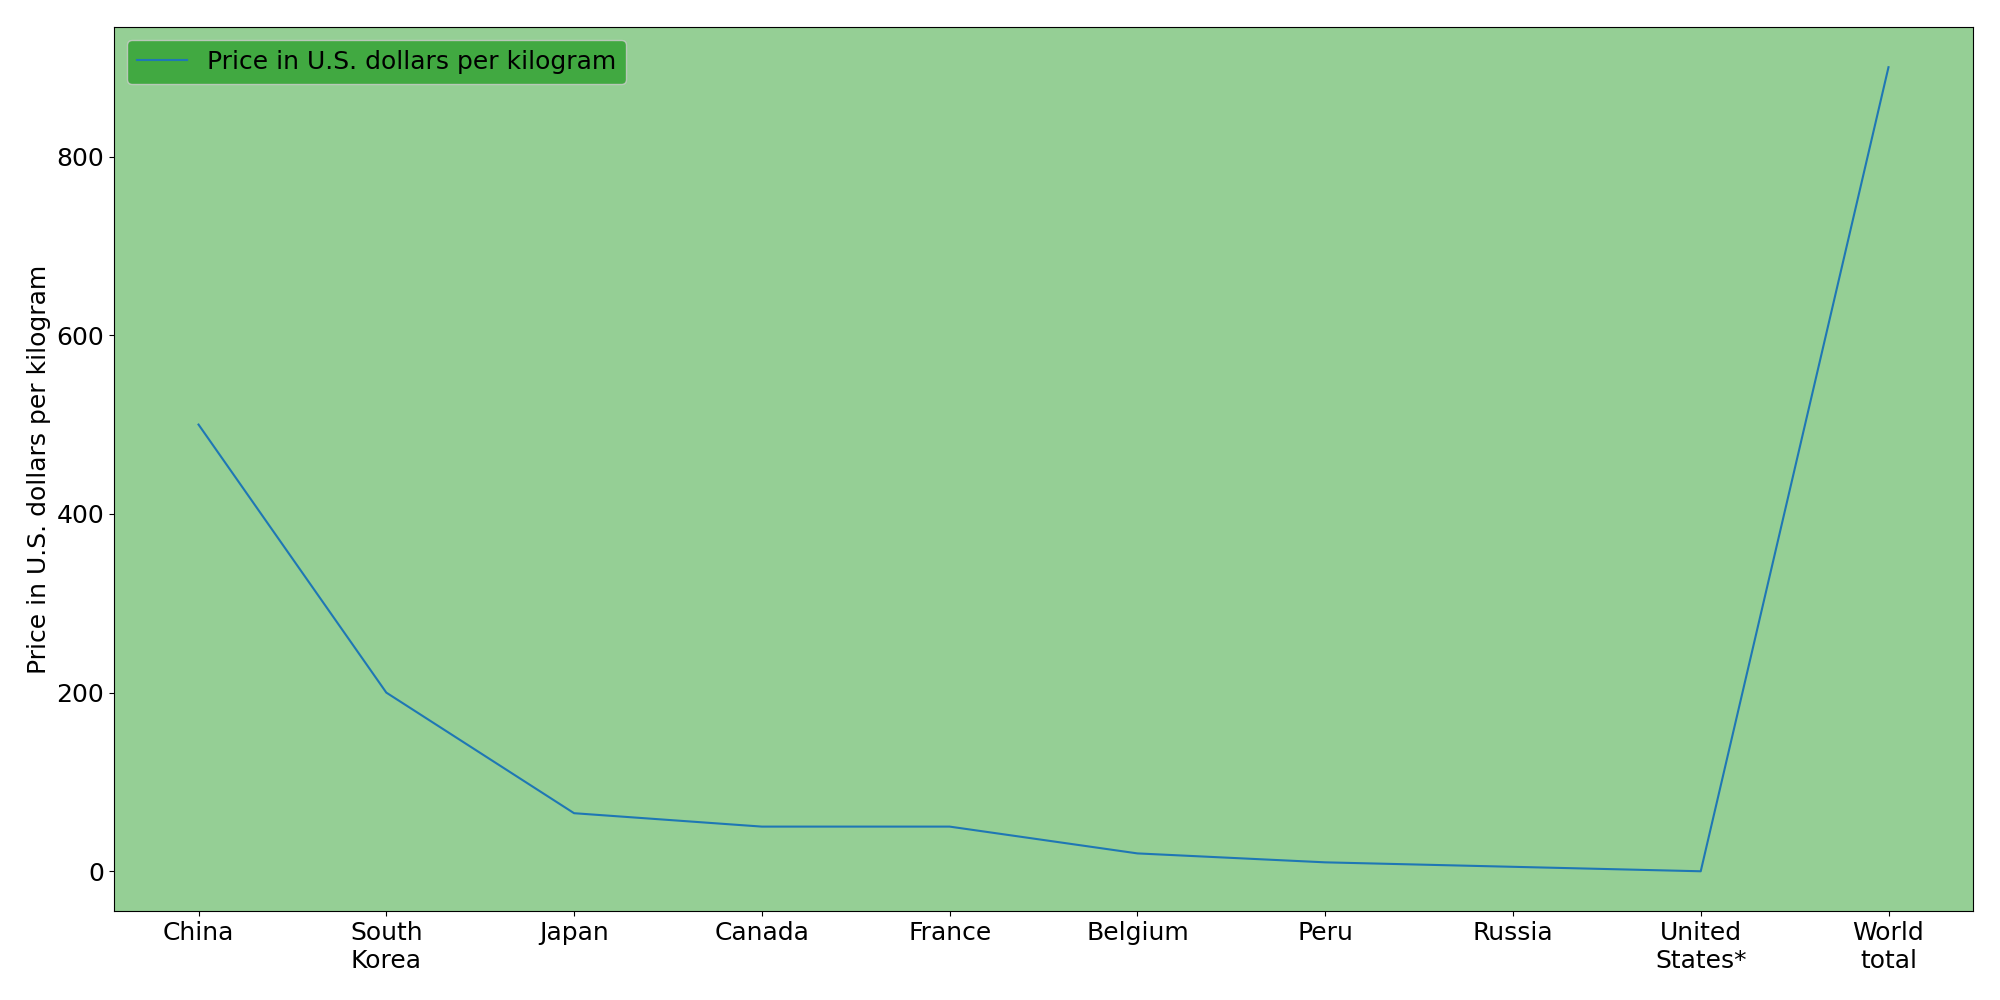 Price in U.S. dollars per kilogram
Price in U.S. dollars per kilogram
800
600
400
200
0
China
South
Korea
Japan
Canada
France
Belgium
Peru
Russia
United
States*
World
total